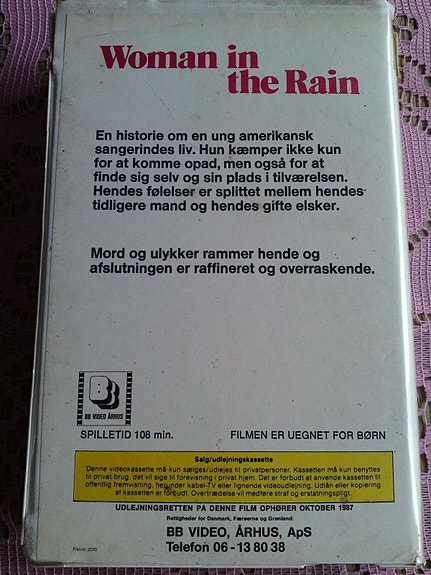 Woman in
the Rain
En historie om en ung amerikansk
sangerindes liv. Hun kæmper ikke kun
for at komme opad, men også for at
finde sig selv og sin plads i tilværelsen.
Hendes følelser er splittet mellem hendes
tidligere mand og hendes gifte elsker.
Mord og ulykker rammer hende og
afslutningen er raffineret og overraskende.
B
BB VIDEO ÅRHUS
SPILLETID 108 min.
FILMEN ER UEGNET FOR BØRN
Salg/udlejningskassette
Denne videokassette må kun sælges/udlejes til privatpersoner. Kassetten må kun benyttes
til privat brug, det vil sige til forevisning i privat hjem. Det er forbudt at anvende kassetten til
offentlig fremvisning, herunder kabel-TV eller lignende videoudlejning. Udlån eller kopiering
af kassetten er forbudt. Overtrædelse vil medføre straf og erstatningspligt.
UDLEJNINGSRETTEN PÅ DENNE FILM OPHØRER OKTOBER 1987
Rettigheder for Danmark, Færøerne og Grønland:
BB VIDEO, ÅRHUS, ApS
Telefon 06 - 13 80 38